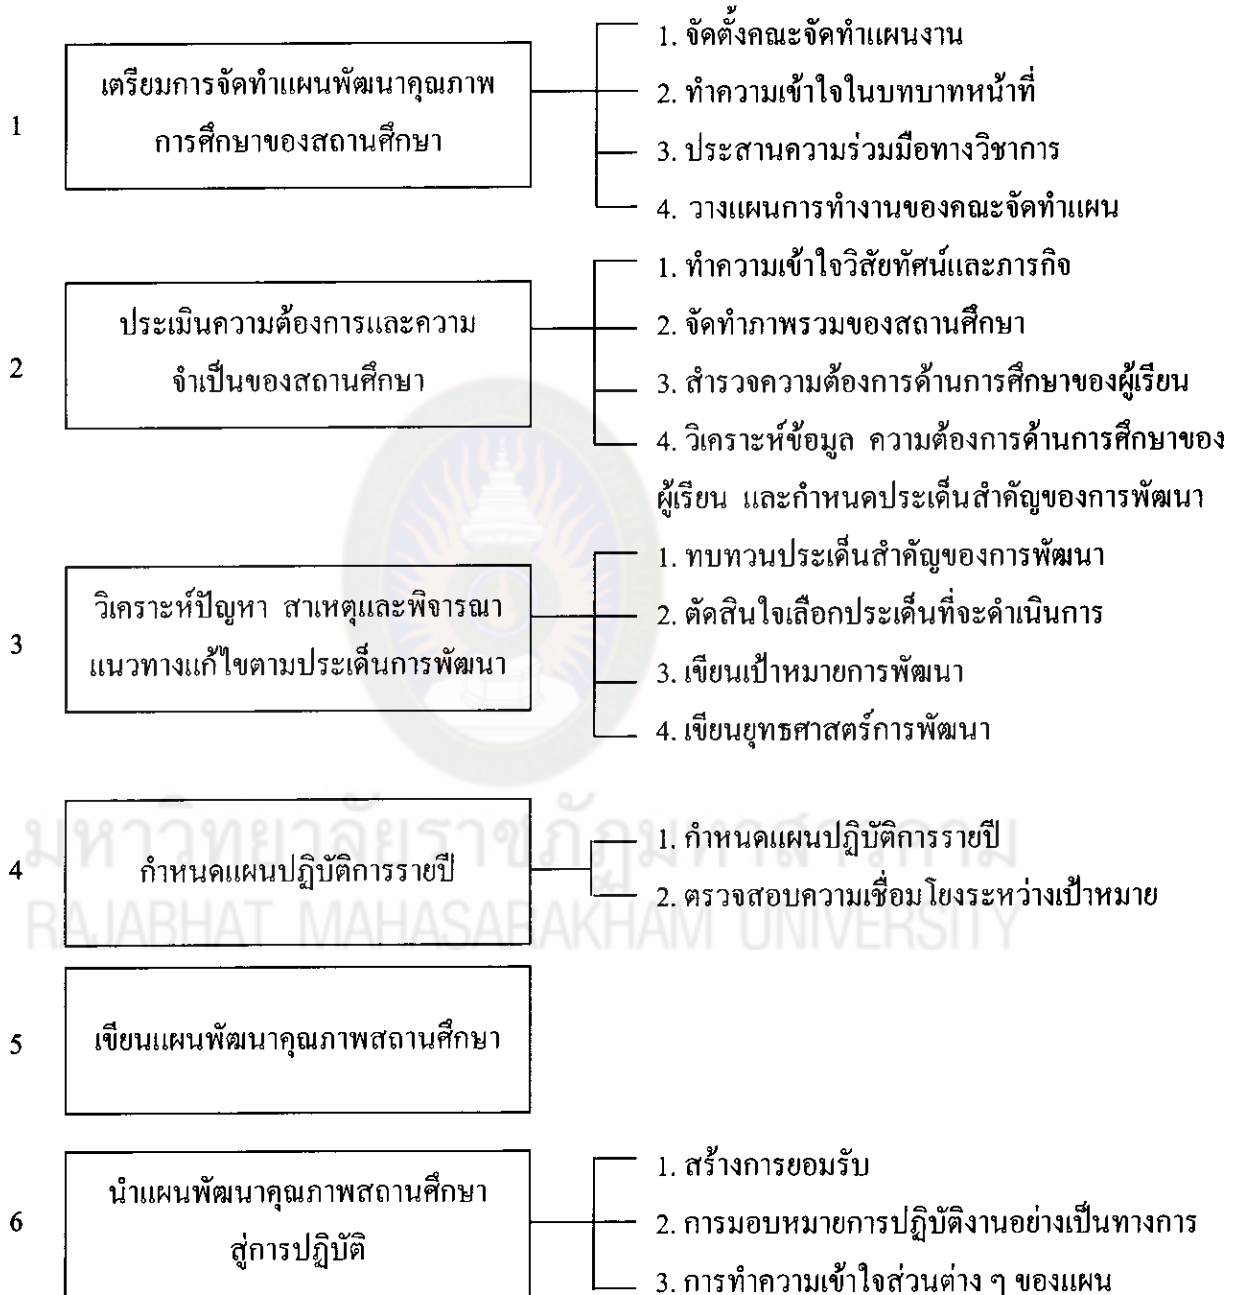 1
เตรียมการจัดทำแผนพัฒนาคุณภาพ
การศึกษาของสถานศึกษา
1. จัดตั้งคณะจัดทำแผนงาน
2. ทำความเข้าใจในบทบาทหน้าที่
3. ประสานความร่วมมือทางวิชาการ
4. วางแผนการทำงานของคณะจัดทำแผน
2
ประเมินความต้องการและความ
จำเป็นของสถานศึกษา
1. ทำความเข้าใจวิสัยทัศน์และภารกิจ
2. จัดทำภาพรวมของสถานศึกษา
3. สำรวจความต้องการด้านการศึกษาของผู้เรียน
4. วิเคราะห์ข้อมูล ความต้องการด้านการศึกษาของ
ผู้เรียน และกำหนดประเด็นสำคัญของการพัฒนา
3
วิเคราะห์ปัญหา สาเหตุและพิจารณา
แนวทางแก้ไขตามประเด็นการพัฒนา
1. ทบทวนประเด็นสำคัญของการพัฒนา
2. ตัดสินใจเลือกประเด็นที่จะดำเนินการ
3. เขียนเป้าหมายการพัฒนา
4. เขียนยุทธศาสตร์การพัฒนา
4
กำหนดแผนปฏิบัติการรายปี
1. กำหนดแผนปฏิบัติการรายปี
2. ตรวจสอบความเชื่อมโยงระหว่างเป้าหมาย
มหาวิทยาลัยราชภัฏมหาสารคาม
RAJABHAT MAHASARAKHAM UNIVERSITY
5
เขียนแผนพัฒนาคุณภาพสถานศึกษา
6
นำแผนพัฒนาคุณภาพสถานศึกษา
สู่การปฏิบัติ
1. สร้างการยอมรับ
2. การมอบหมายการปฏิบัติงานอย่างเป็นทางการ
3. การทำความเข้าใจส่วนต่าง ๆ ของแผน